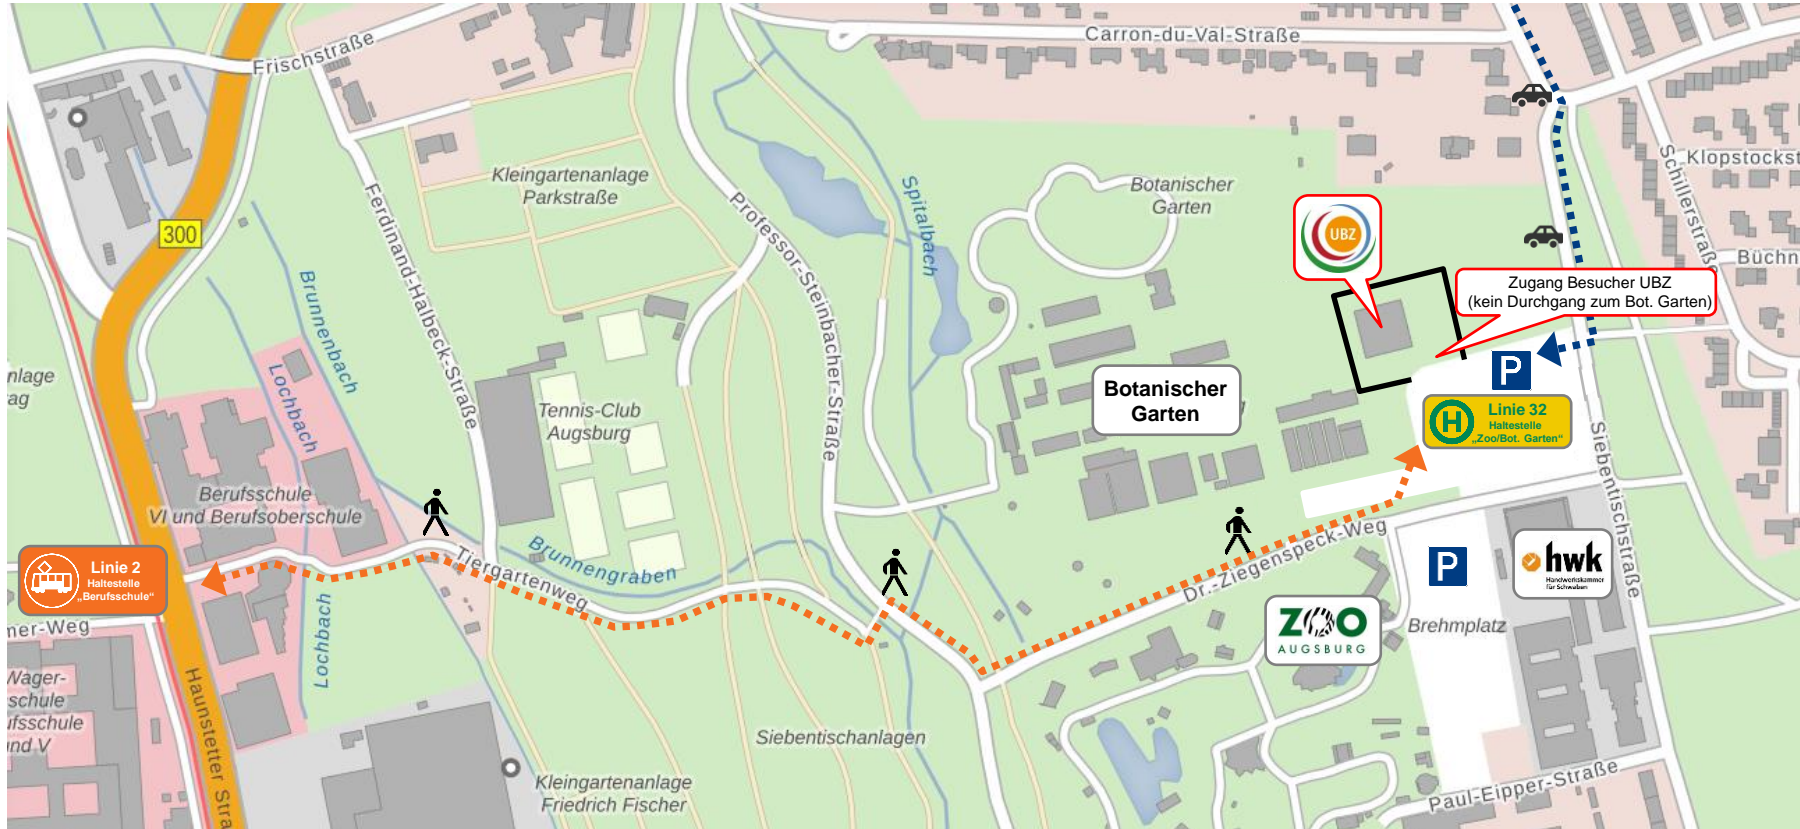 Carron-du-Val-Straße
Frischstraße
Klopstockst
Schillerstraße
Kleingartenanlage
Parkstraße
Botanischer
Garten
Spitalbach
Ferdinand-Halbeck-Straße
Professor-Steinbacher-Straße
300
UBZ
Büchn
Zugang Besucher UBZ
(kein Durchgang zum Bot. Garten)
Brunnenbach
Lochbach
nlage
ag
P
Botanischer
Garten
Tennis-Club
Augsburg
H
Linie 32
Haltestelle
„Zoo/Bot. Garten“
Siebentischstraße
Berufsschule
VI und Berufsoberschule
Linie 2
Haltestelle
„Berufsschule“
Tiergartenweg
Brunnengraben
Dr.-Ziegenspeck-Weg
P
hwk
Handwerkskammer
für Schwaben
ZOO
AUGSBURG
Brehmplatz
mer-Weg
Lochbach
Wager-
schule
ufsschule
nd V
Haunstetter Stra
Siebentischanlagen
Kleingartenanlage
Friedrich Fischer
Paul-Eipper-Straße